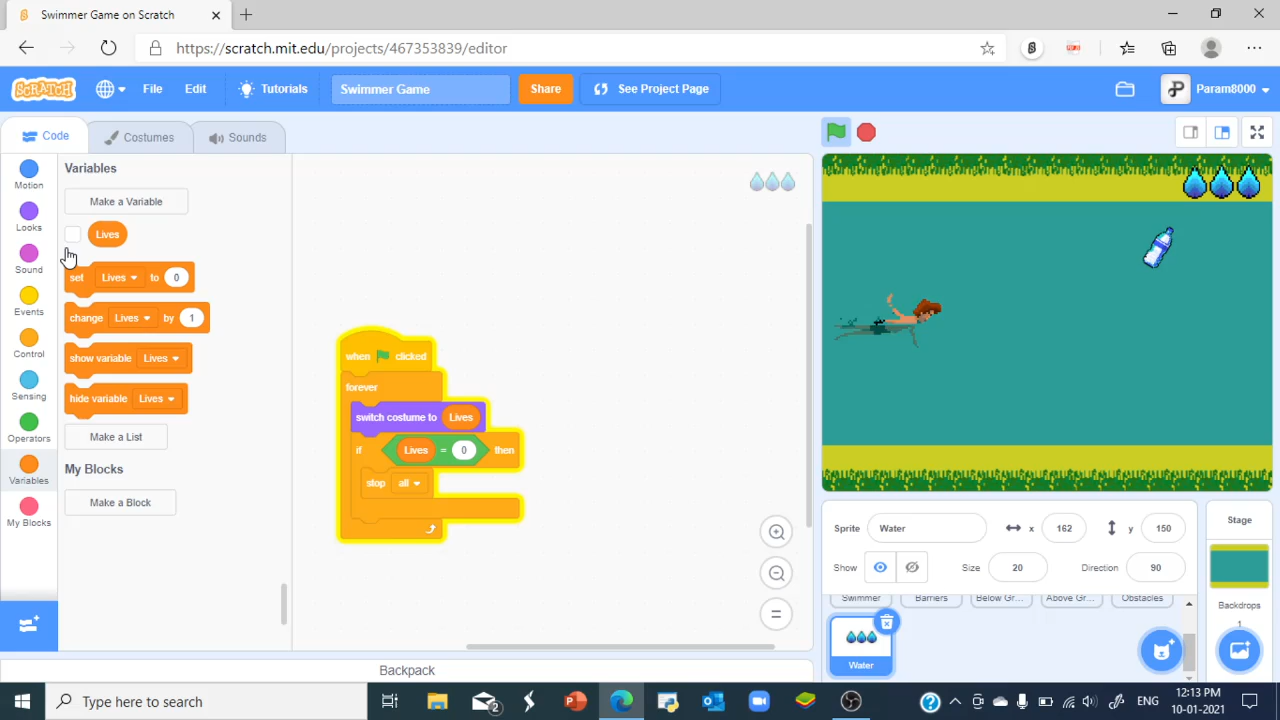 Swimmer Game on Scratch
https://scratch.mit.edu/projects/467353839/editor
SCRATCH File Edit Tutorials Swimmer Game Share See Project Page Param8000
Code Costumes Sounds
Motion
Looks
Sound
Events
Control
Sensing
Operators
Variables
My Blocks
Variables
Make a Variable
Lives
set Lives to 0
change Lives by 1
show variable Lives
hide variable Lives
Make a List
My Blocks
Make a Block
when clicked
forever
switch costume to Lives
if Lives = 0 then
stop all
Backpack
Sprite Water x 162 y 150
Show Size 20 Direction 90
Swimmer Barriers Below Gr... Above Gr... Obstacles
Water
Stage
Backdrops
1
Type here to search
2
ENG
12:13 PM
10-01-2021